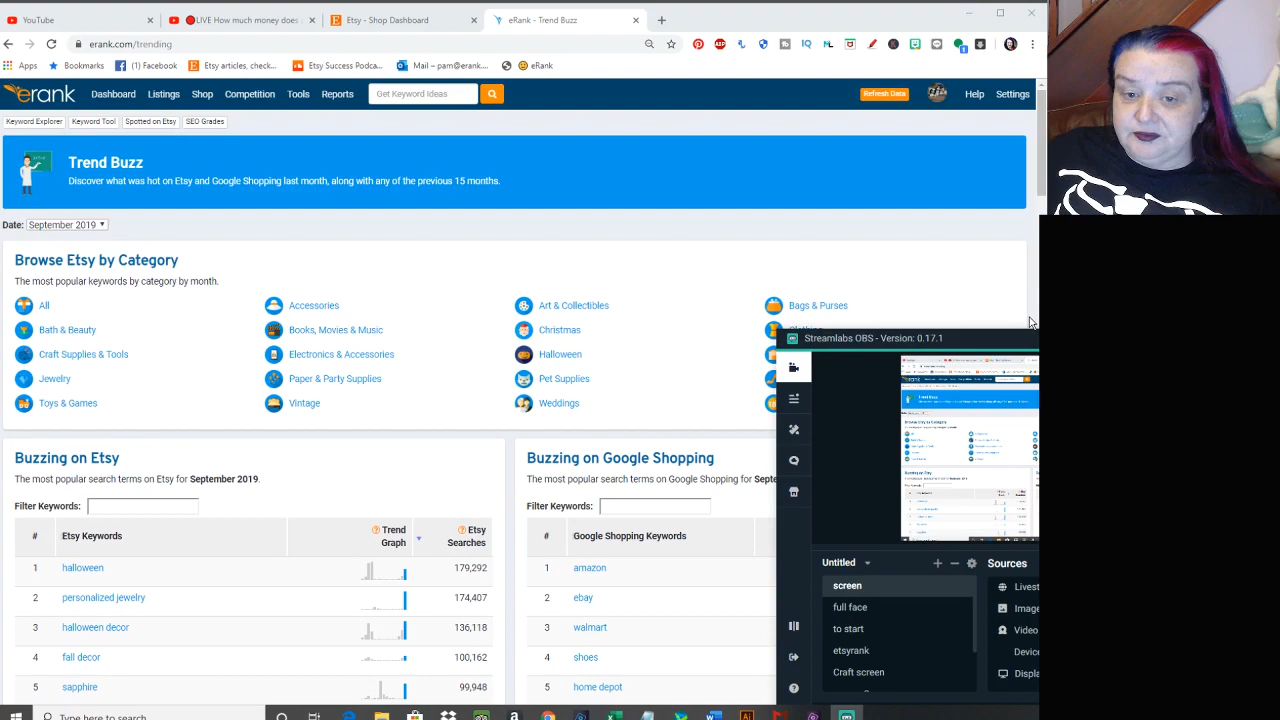 YouTube
LIVE How much money does
Etsy - Shop Dashboard
eRank - Trend Buzz
erank.com/trending
Apps
Bookmarks
(1) Facebook
Etsy articles, check...
Etsy Success Podca...
Mail – pam@erank....
eRank
erank
Dashboard
Listings
Shop
Competition
Tools
Reports
Get Keyword Ideas
Refresh Data
Help
Settings
Keyword Explorer
Keyword Tool
Spotted on Etsy
SEO Grades
Trend Buzz
Discover what was hot on Etsy and Google Shopping last month, along with any of the previous 15 months.
Date: September 2019
Browse Etsy by Category
The most popular keywords by category by month.
All
Accessories
Art & Collectibles
Bags & Purses
Bath & Beauty
Books, Movies & Music
Christmas
Craft Supplies & Tools
Electronics & Accessories
Halloween
Jewelry
Paper & Party Supplies
Pet Supplies
Toys & Games
Vintage
Weddings
Streamlabs OBS - Version: 0.17.1
Buzzing on Etsy
The most popular search terms on Etsy for September 2019.
Filter Keywords:
# Etsy Keywords Trend Graph Etsy Searches
1 halloween 179,292
2 personalized jewelry 174,407
3 halloween decor 136,118
4 fall decor 100,162
5 sapphire 99,948
Buzzing on Google Shopping
The most popular search terms on Google Shopping for Sep
Filter Keywords:
# Google Shopping Keywords
1 amazon
2 ebay
3 walmart
4 shoes
5 home depot
Untitled
screen
full face
to start
etsyrank
Craft screen
Sources
Livest
Image
Video
Device
Displa
Type here to search